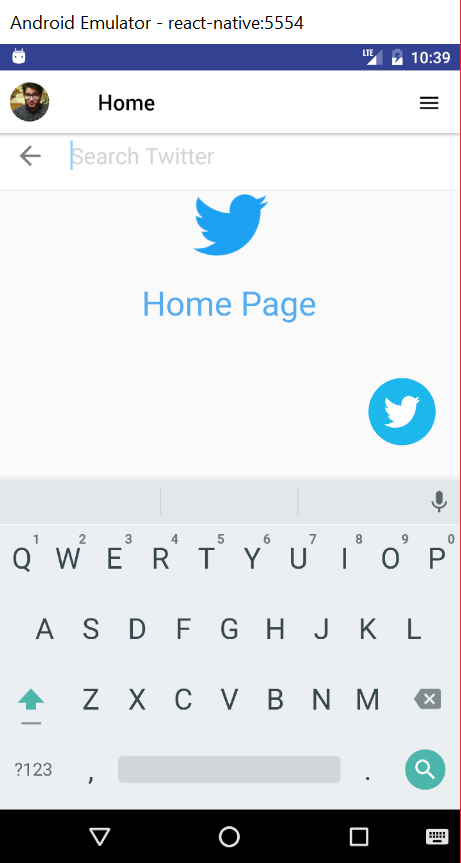 Android Emulator - react-native:5554
LTE 10:39
Home
Search Twitter
Home Page
1 2 3 4 5 6 7 8 9 0
Q W E R T Y U I O P
A S D F G H J K L
Z X C V B N M
?123 , .